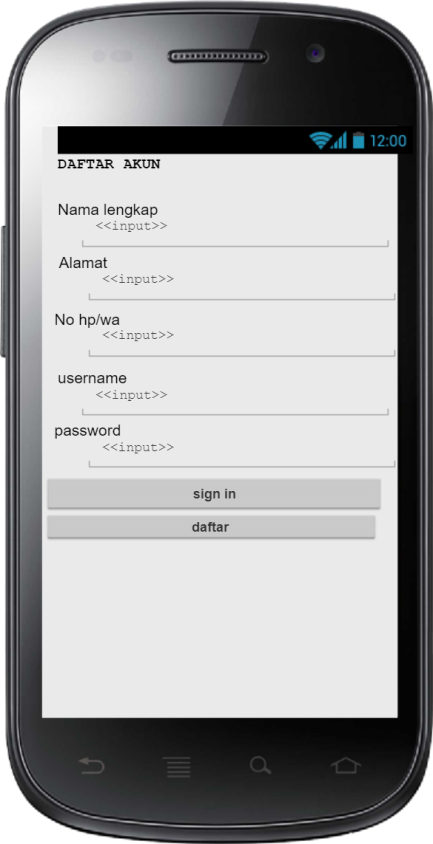 12:00
DAFTAR AKUN
Nama lengkap
<<input>>
Alamat
<<input>>
No hp/wa
<<input>>
username
<<input>>
password
<<input>>
sign in
daftar